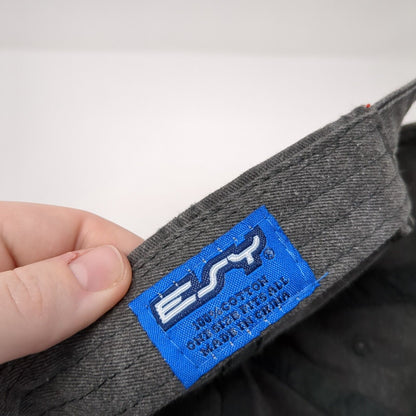 ESY®
100% COTTON
ONE SIZE FITS ALL
MADE IN CHINA